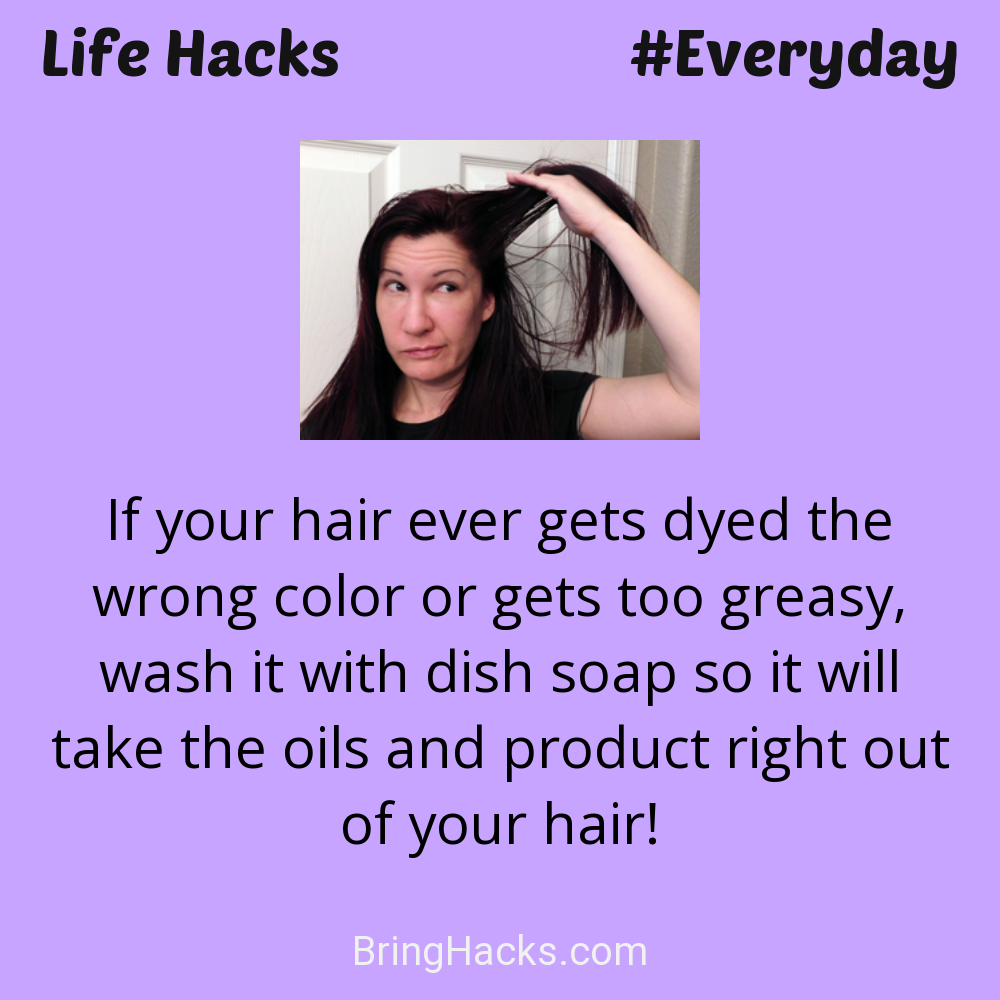 Life Hacks #Everyday
If your hair ever gets dyed the
wrong color or gets too greasy,
wash it with dish soap so it will
take the oils and product right out
of your hair!
BringHacks.com